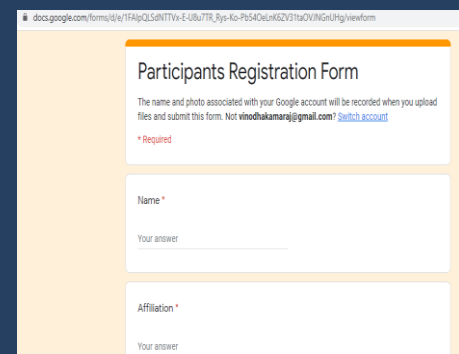 docs.google.com/forms/d/e/1FAIpQLSdNTTVx-E-U8u7TR_Rys-Ko-Pb54OeLnK6ZV31taOVJNGnUHg/viewform
Participants Registration Form
The name and photo associated with your Google account will be recorded when you upload
files and submit this form. Not vinodhakamaraj@gmail.com? Switch account
* Required
Name *
Your answer
Affiliation *
Your answer